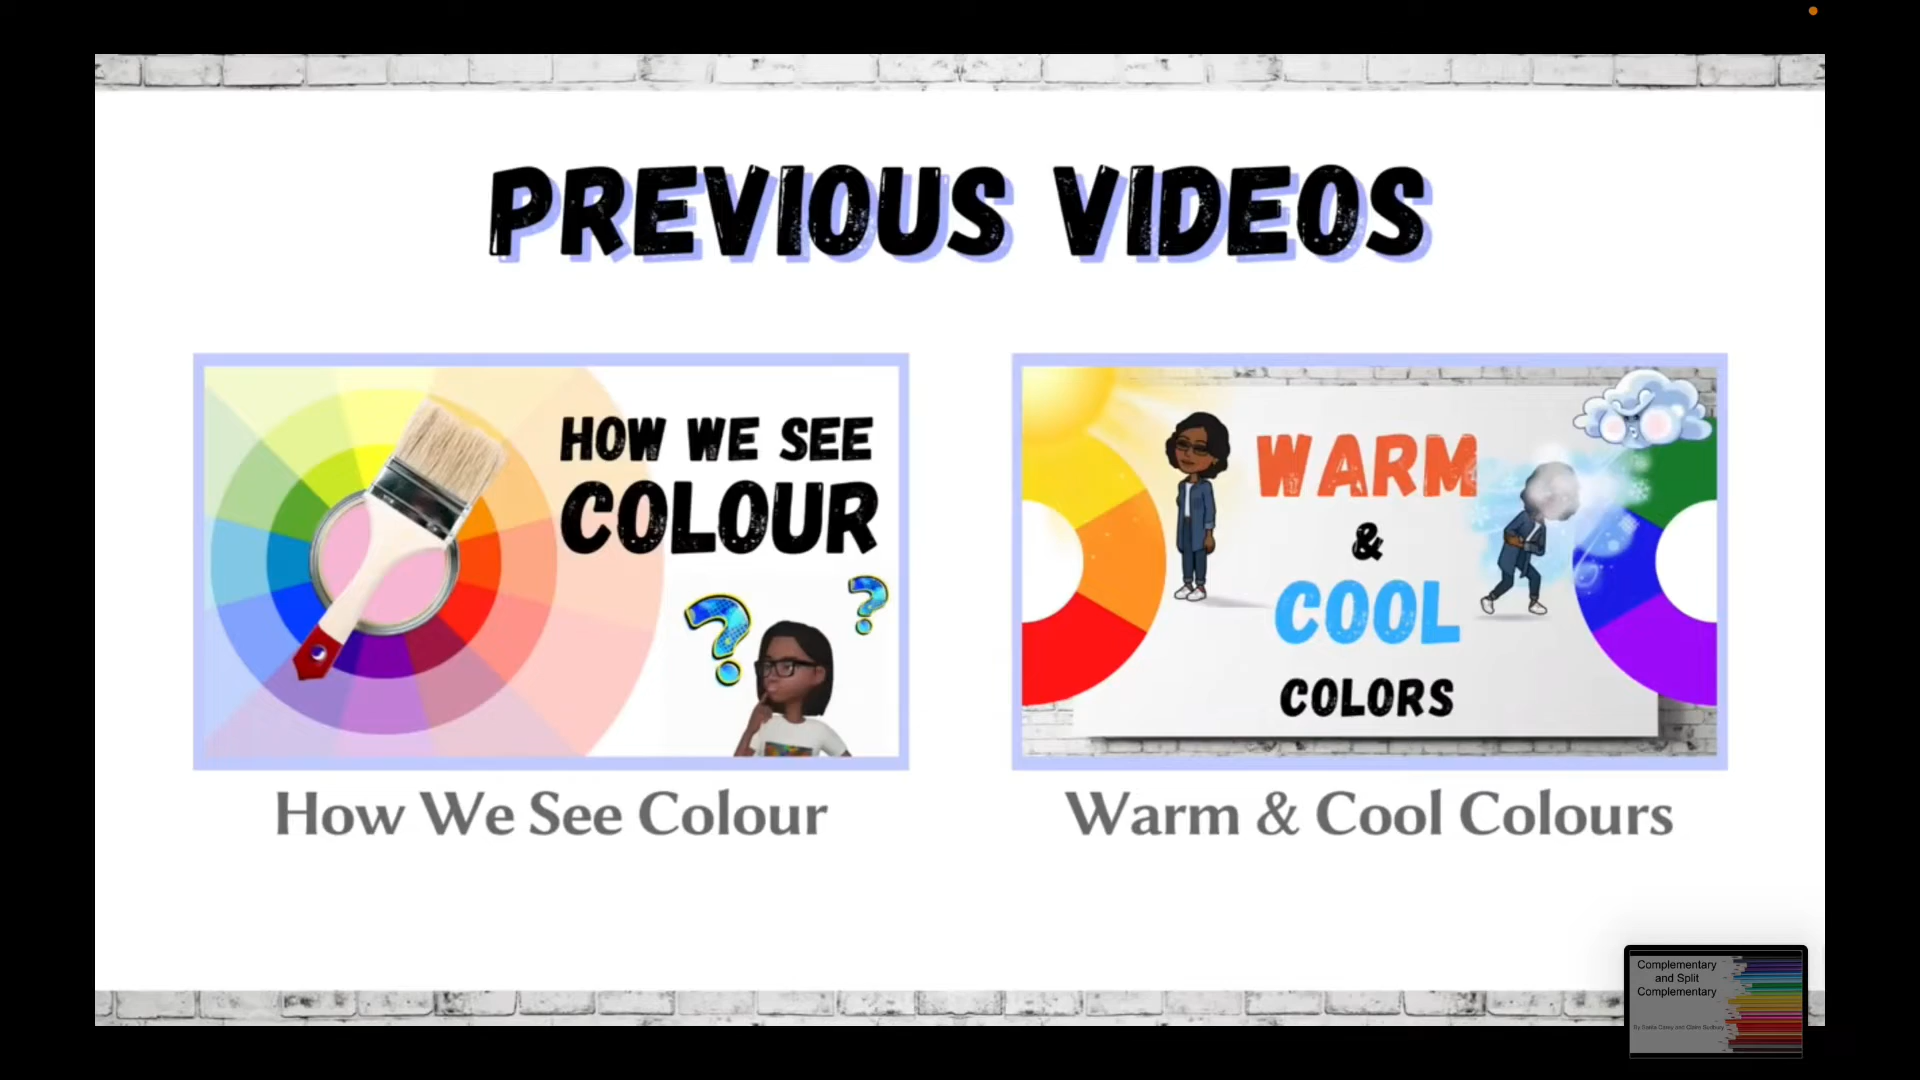 PREVIOUS VIDEOS
HOW WE SEE
COLOUR
? ?
How We See Colour
WARM
&
COOL
COLORS
Warm & Cool Colours
Complementary
and Split
Complementary